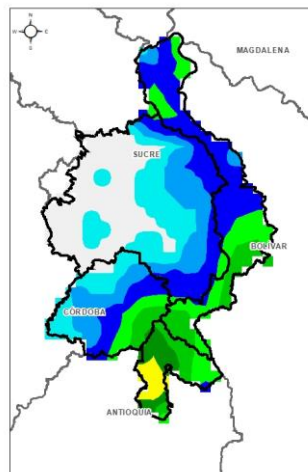 N
W E
S
MAGDALENA
SUCRE
BOLIVAR
CORDOBA
ANTIOQUIA